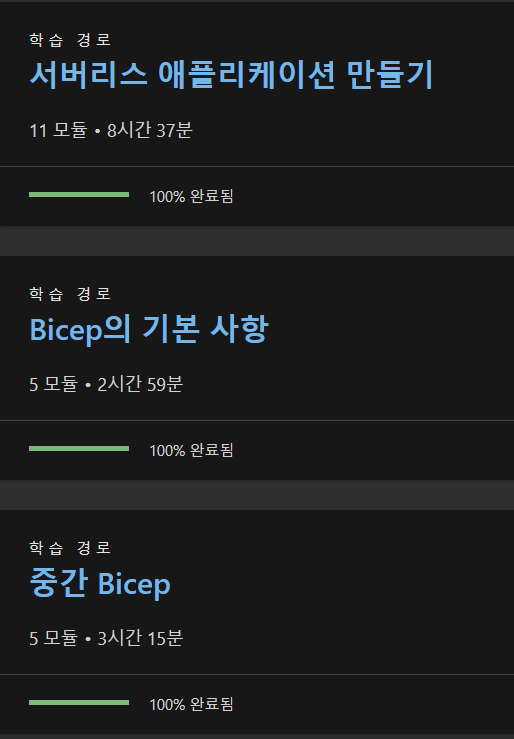 학습 경로
서버리스 애플리케이션 만들기
11 모듈 • 8시간 37분
100% 완료됨
학습 경로
Bicep의 기본 사항
5 모듈 • 2시간 59분
100% 완료됨
학습 경로
중간 Bicep
5 모듈 • 3시간 15분
100% 완료됨